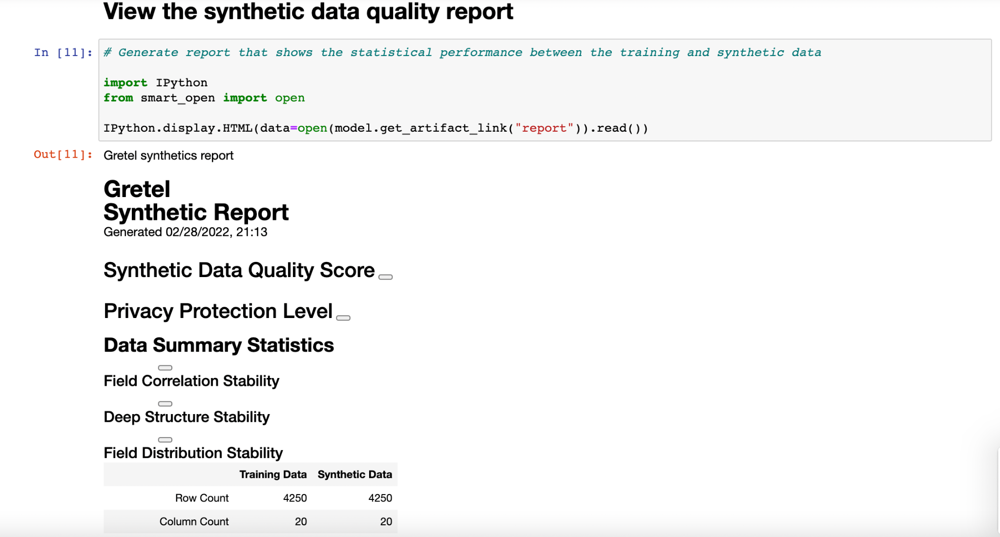 View the synthetic data quality report
In [11]: # Generate report that shows the statistical performance between the training and synthetic data
import IPython
from smart_open import open
IPython.display.HTML(data=open(model.get_artifact_link("report")).read())
Out[11]: Gretel synthetics report
Gretel
Synthetic Report
Generated 02/28/2022, 21:13
Synthetic Data Quality Score
Privacy Protection Level
Data Summary Statistics
Field Correlation Stability
Deep Structure Stability
Field Distribution Stability
Training Data Synthetic Data
Row Count 4250 4250
Column Count 20 20